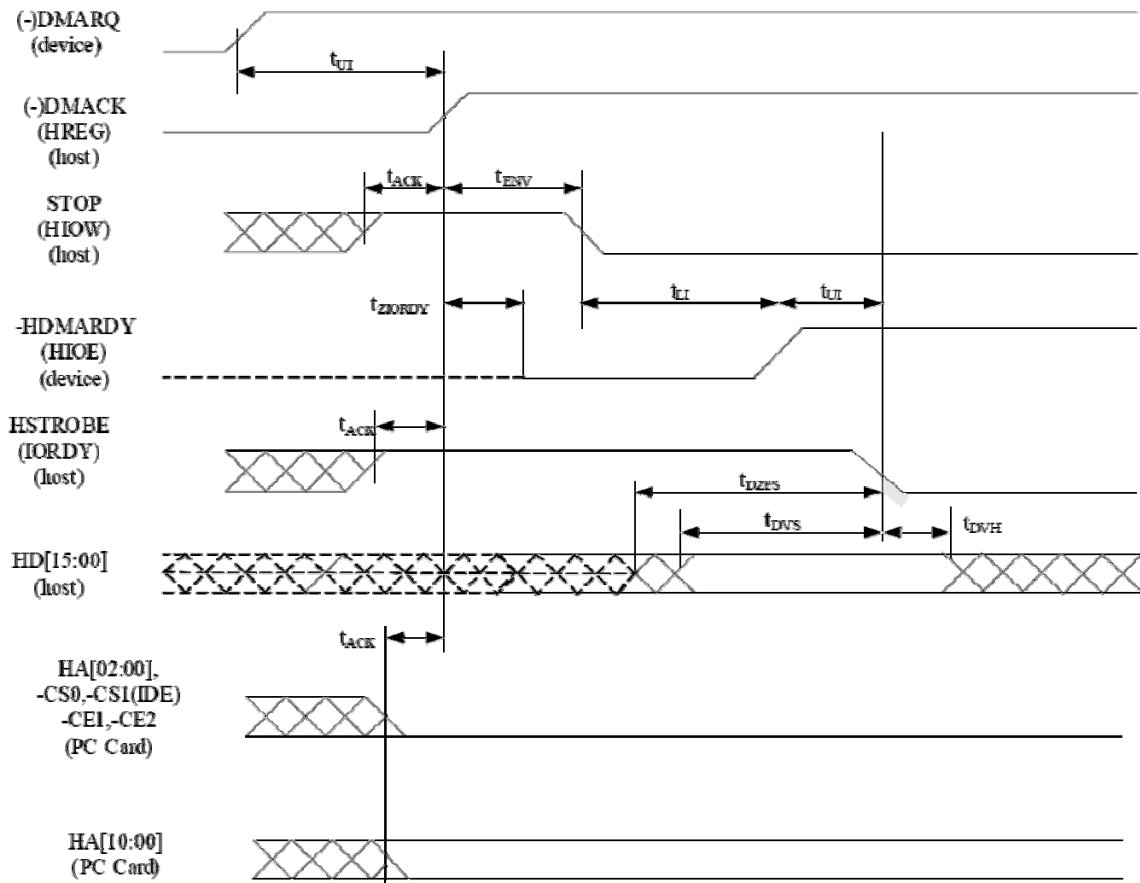 (-)DMARQ
(device)
tUI
(-)DMACK
(HREG)
(host)
tACK
tENV
STOP
(HIOW)
(host)
tZIORDY
tLI
tUI
-HDMARDY
(HIOE)
(device)
HSTROBE
(IORDY)
(host)
tACK
tDZFS
tDVS
tDVH
HD[15:00]
(host)
tACK
HA[02:00],
-CS0,-CS1(IDE)
-CE1,-CE2
(PC Card)
HA[10:00]
(PC Card)